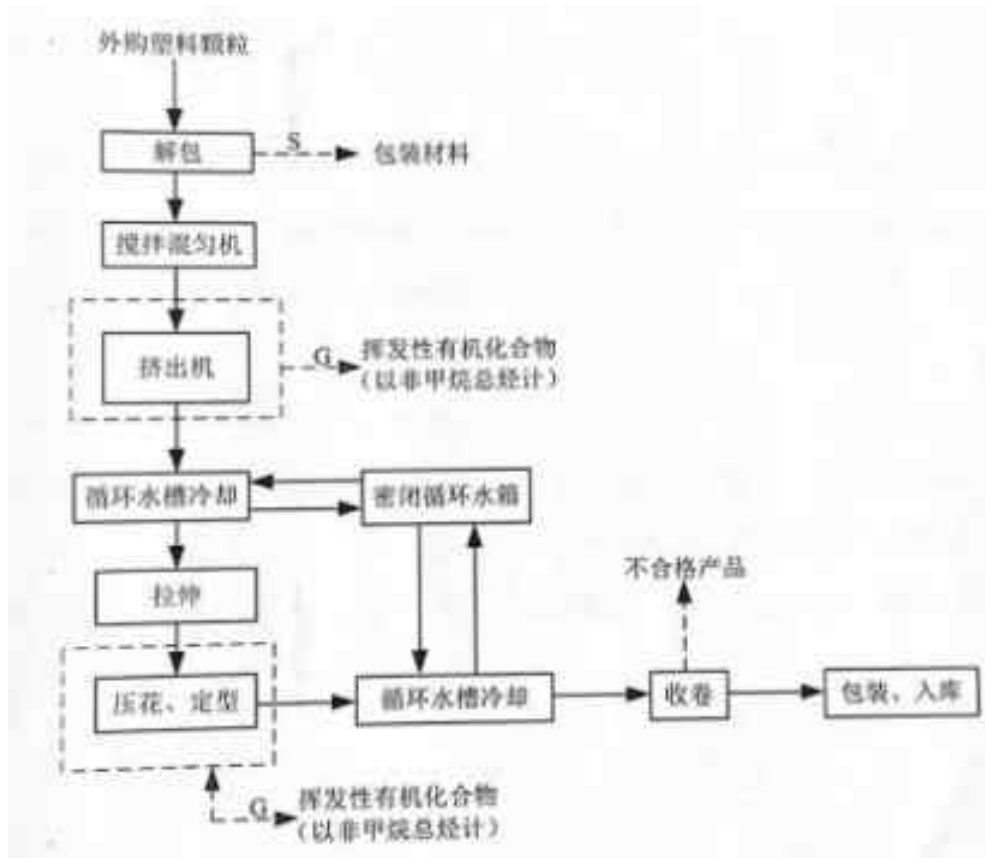 外购塑料颗粒
解包
S
包装材料
搅拌混匀机
挤出机
G
挥发性有机化合物
（以非甲烷总烃计）
循环水槽冷却
密闭循环水箱
拉伸
不合格产品
压花、定型
循环水槽冷却
收卷
包装、入库
G
挥发性有机化合物
（以非甲烷总烃计）